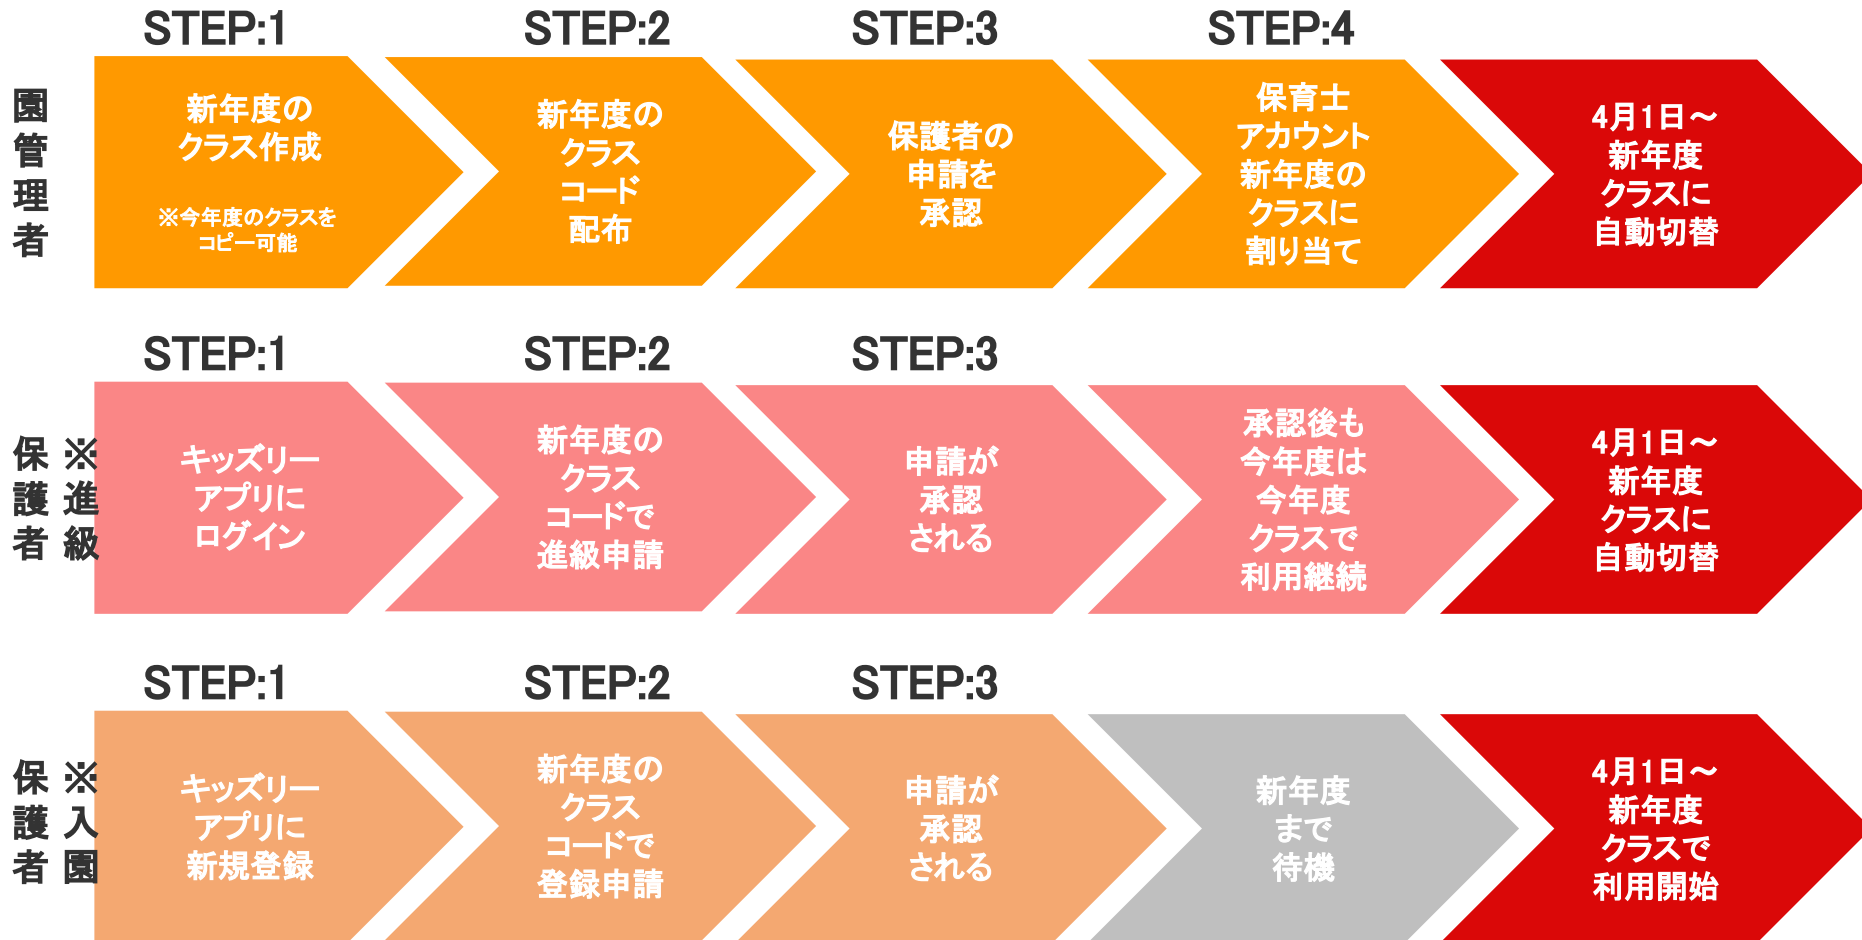 STEP:1
STEP:2
STEP:3
STEP:4
園管理者
新年度の
クラス作成
※今年度のクラスを
コピー可能
新年度の
クラス
コード
配布
保護者の
申請を
承認
保育士
アカウント
新年度の
クラスに
割り当て
4月1日～
新年度
クラスに
自動切替
STEP:1
STEP:2
STEP:3
保護者
※進級
キッズリー
アプリに
ログイン
新年度の
クラス
コードで
進級申請
申請が
承認
される
承認後も
今年度は
今年度
クラスで
利用継続
4月1日～
新年度
クラスに
自動切替
STEP:1
STEP:2
STEP:3
保護者
※入園
キッズリー
アプリに
新規登録
新年度の
クラス
コードで
登録申請
申請が
承認
される
新年度
まで
待機
4月1日～
新年度
クラスで
利用開始